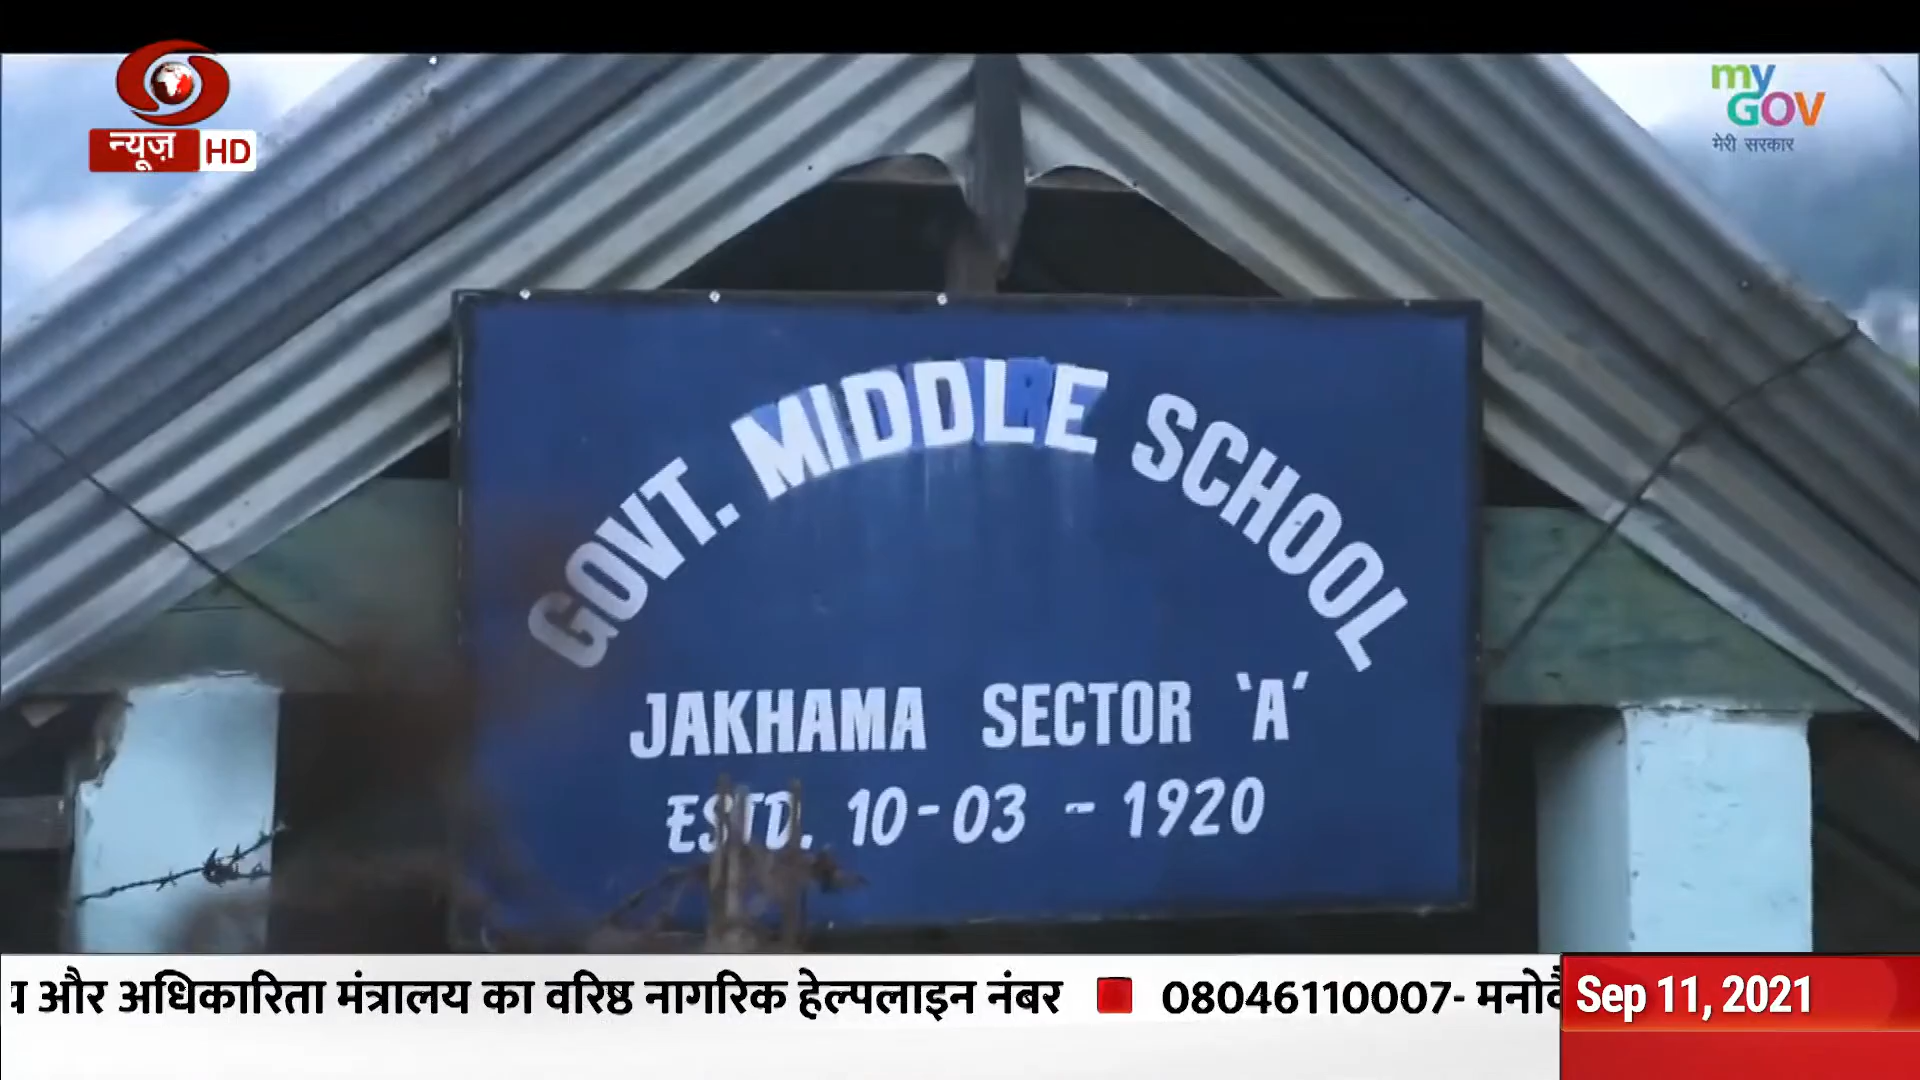 न्यूज़ HD
my
GOV
मेरी सरकार
GOVT. MIDDLE SCHOOL
JAKHAMA SECTOR 'A'
ESTD. 10-03-1920
और अधिकारिता मंत्रालय का वरिष्ठ नागरिक हेल्पलाइन नंबर 08046110007-
Sep 11, 2021